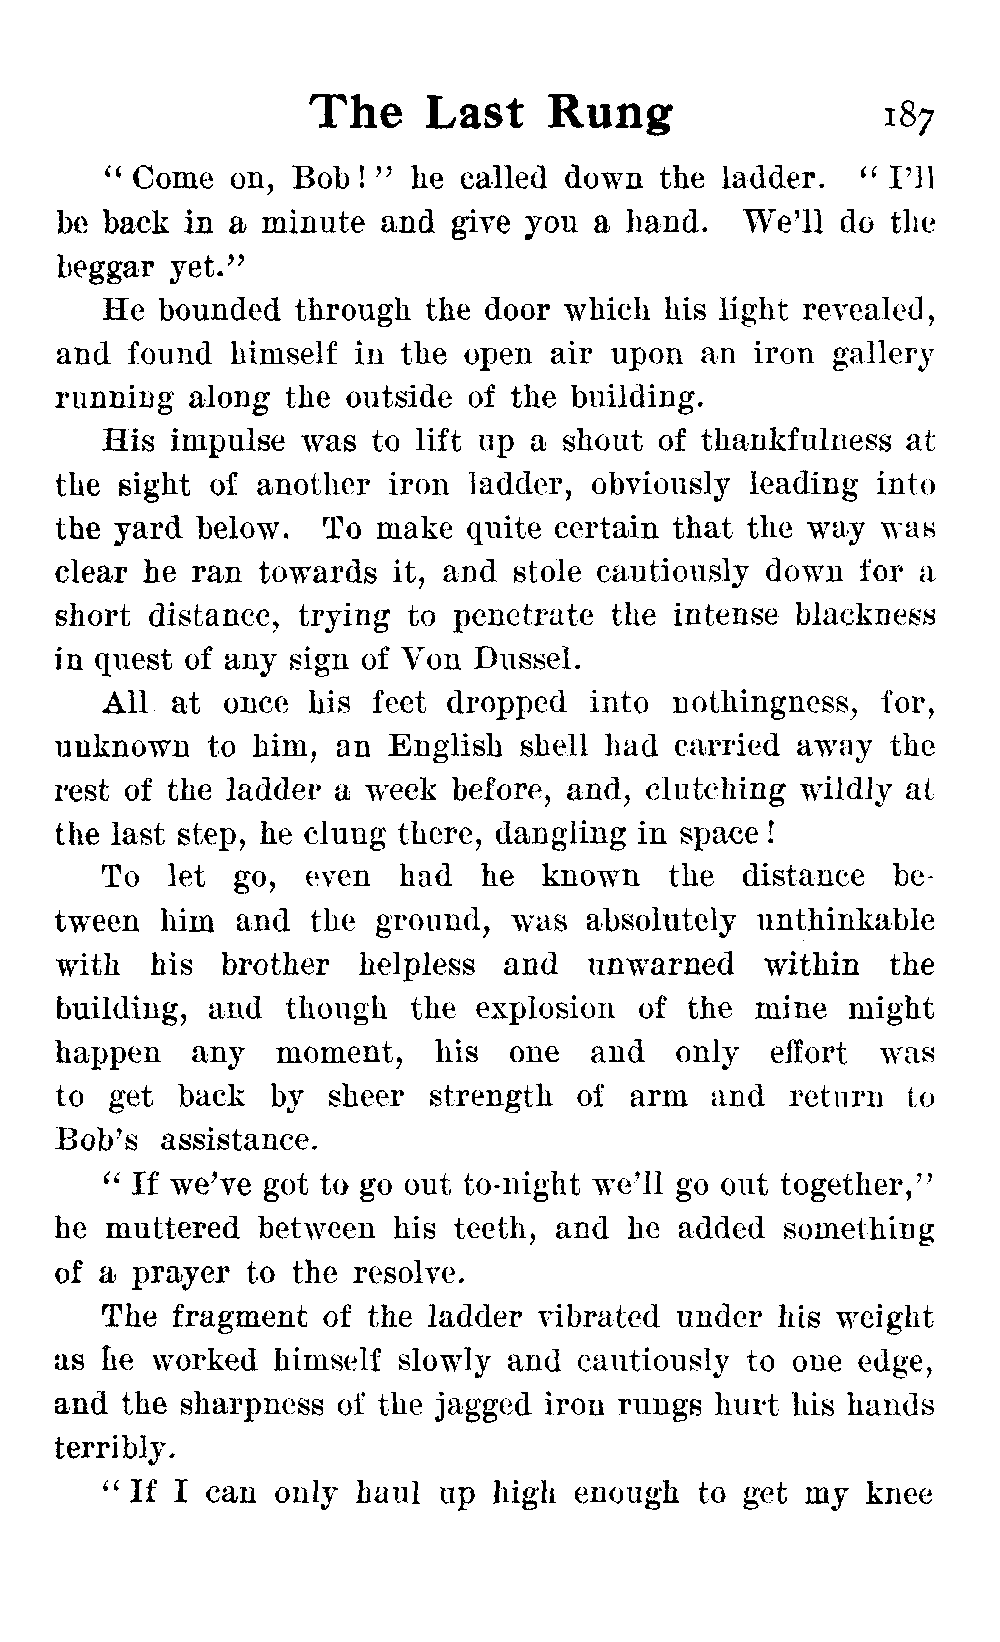 The Last Rung 187
“ Come on, Bob ! ” he called down the ladder. “ I’ll
be back in a minute and give you a hand. We’ll do the
beggar yet.”
He bounded through the door which his light revealed,
and found himself in the open air upon an iron gallery
running along the outside of the building.
His impulse was to lift up a shout of thankfulness at
the sight of another iron ladder, obviously leading into
the yard below. To make quite certain that the way was
clear he ran towards it, and stole cautiously down for a
short distance, trying to penetrate the intense blackness
in quest of any sign of Von Dussel.
All at once his feet dropped into nothingness, for,
unknown to him, an English shell had carried away the
rest of the ladder a week before, and, clutching wildly at
the last step, he clung there, dangling in space !
To let go, even had he known the distance be-
tween him and the ground, was absolutely unthinkable
with his brother helpless and unwarned within the
building, and though the explosion of the mine might
happen any moment, his one and only effort was
to get back by sheer strength of arm and return to
Bob’s assistance.
“ If we’ve got to go out to-night we’ll go out together,”
he muttered between his teeth, and he added something
of a prayer to the resolve.
The fragment of the ladder vibrated under his weight
as he worked himself slowly and cautiously to one edge,
and the sharpness of the jagged iron rungs hurt his hands
terribly.
“ If I can only haul up high enough to get my knee